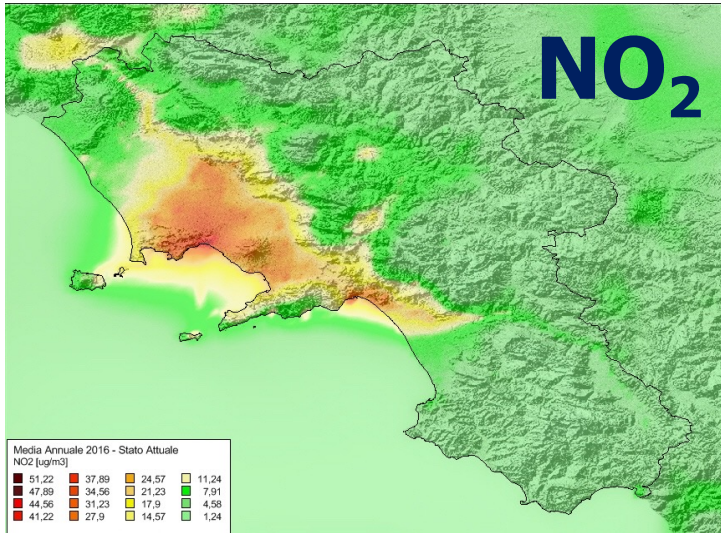 NO2
Media Annuale 2016 - Stato Attuale
NO2 [ug/m3]
51,22 37,89 24,57 11,24
47,89 34,56 21,23 7,91
44,56 31,23 17,9 4,58
41,22 27,9 14,57 1,24